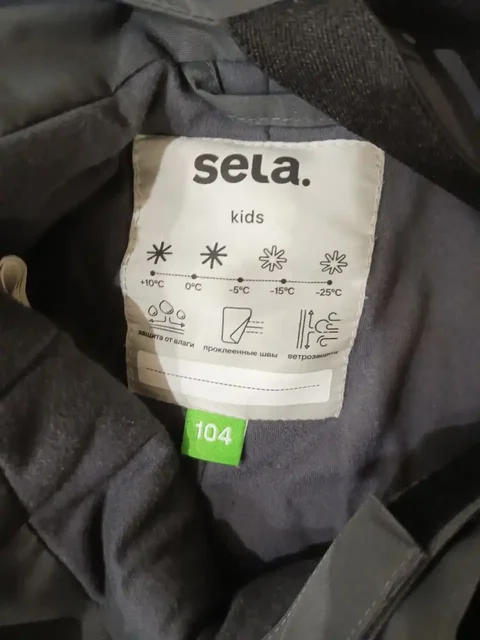 sela.
kids
+10°C 0°C -5°C -15°C -25°C
защита от влаги проклеенные швы ветрозащита
104